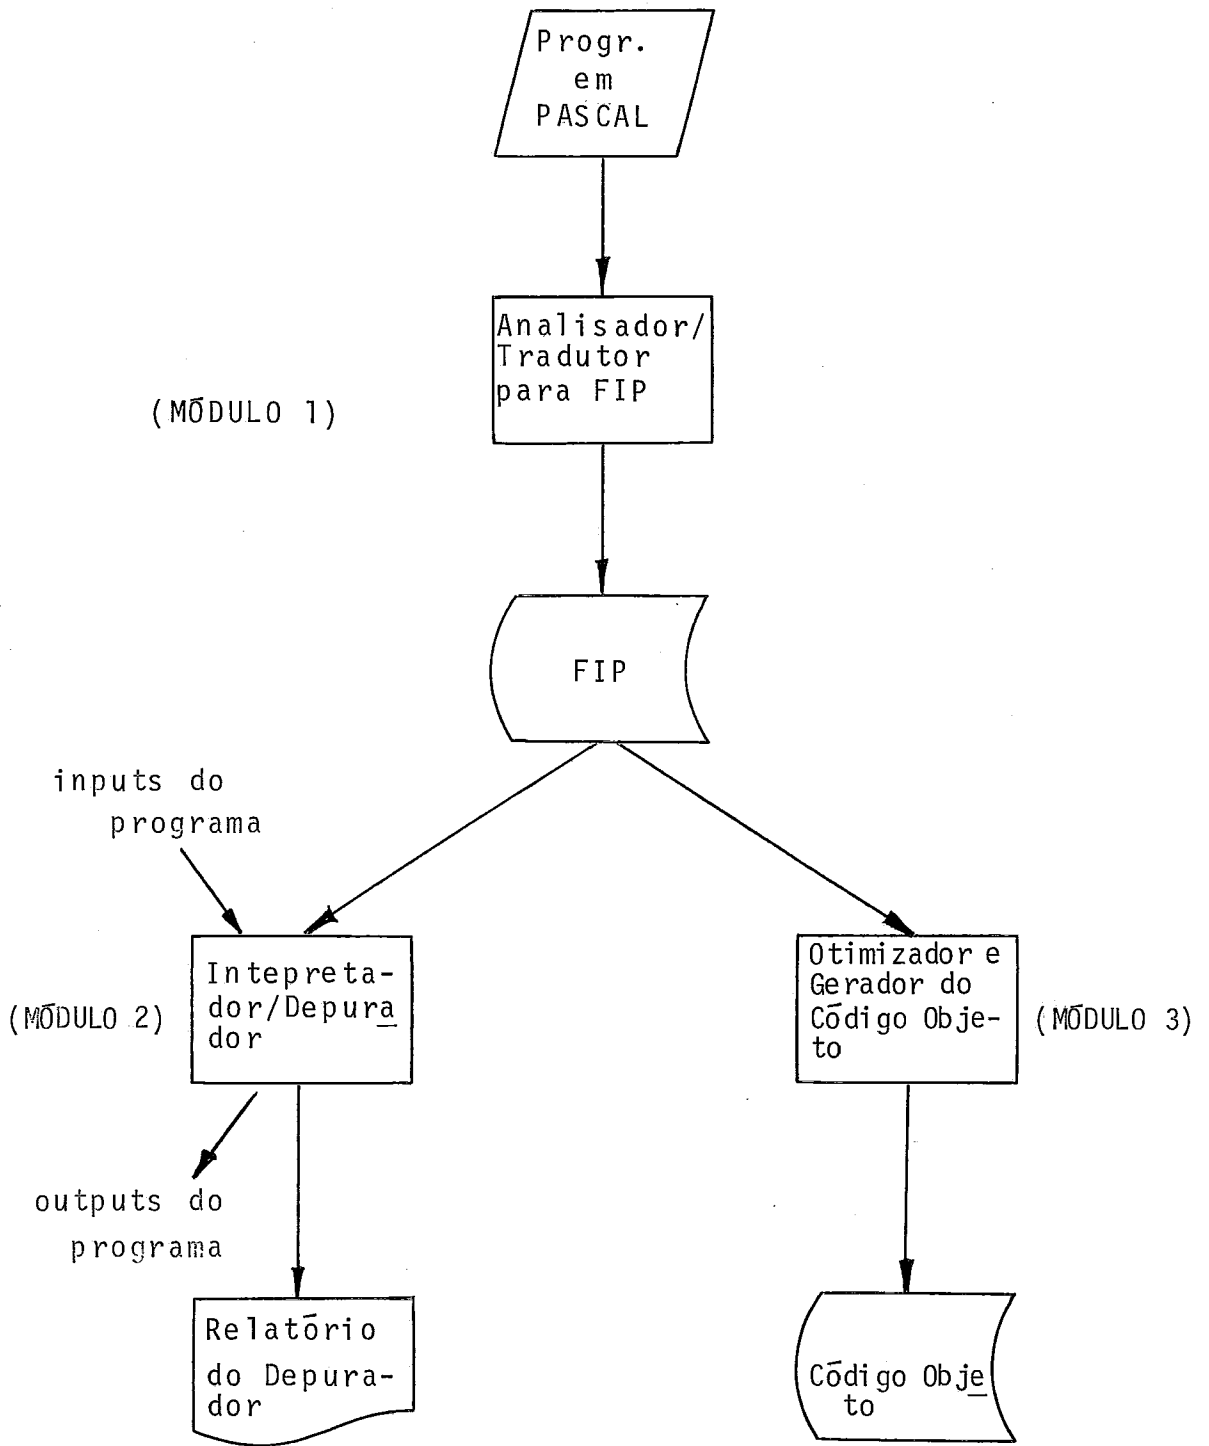 Progr.
em
PASCAL
Analisador/
Tradutor
para FIP
(MÓDULO 1)
FIP
inputs do
programa
Intepreta-
dor/Depura
dor
(MÓDULO 2)
Otimizador e
Gerador do
Código Obje-
to
(MÓDULO 3)
outputs do
programa
Relatório
do Depura-
dor
Código Obje
to